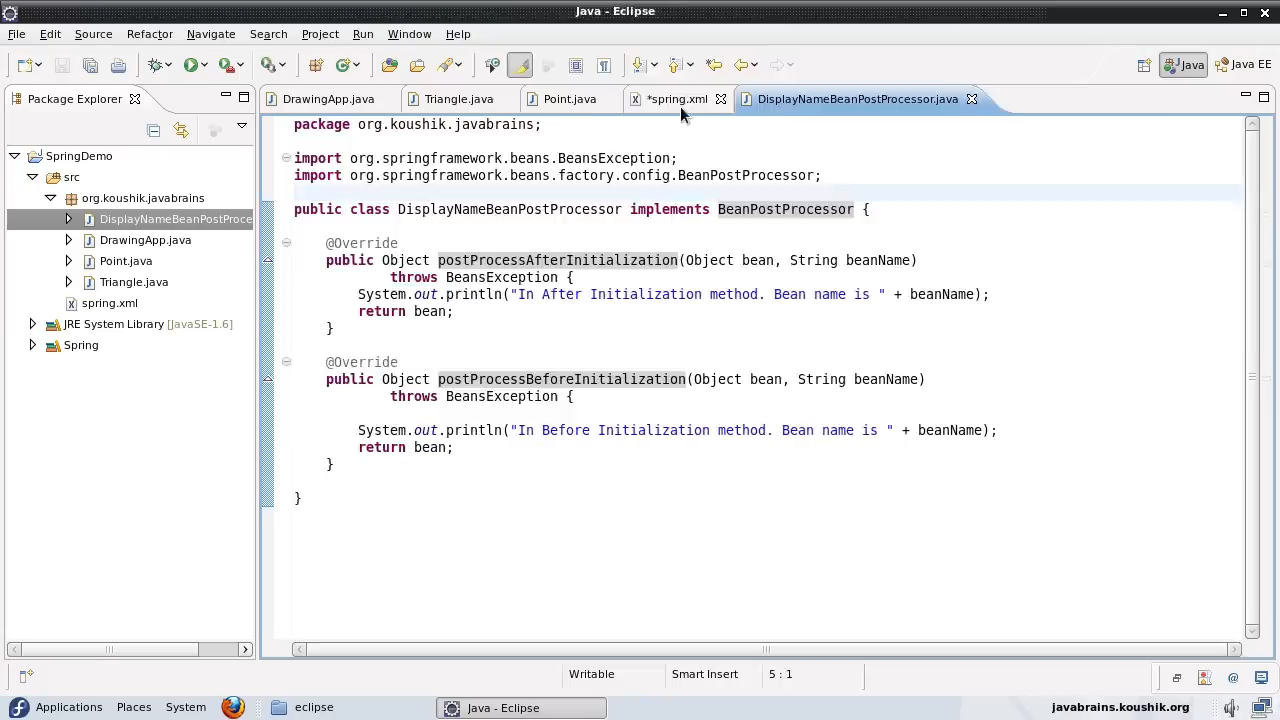 Java - Eclipse
File Edit Source Refactor Navigate Search Project Run Window Help
Java Java EE
Package Explorer
DrawingApp.java Triangle.java Point.java *spring.xml DisplayNameBeanPostProcessor.java
SpringDemo
src
org.koushik.javabrains
DisplayNameBeanPostProce
DrawingApp.java
Point.java
Triangle.java
spring.xml
JRE System Library [JavaSE-1.6]
Spring
package org.koushik.javabrains;
import org.springframework.beans.BeansException;
import org.springframework.beans.factory.config.BeanPostProcessor;
public class DisplayNameBeanPostProcessor implements BeanPostProcessor {
@Override
public Object postProcessAfterInitialization(Object bean, String beanName)
throws BeansException {
System.out.println("In After Initialization method. Bean name is " + beanName);
return bean;
}
@Override
public Object postProcessBeforeInitialization(Object bean, String beanName)
throws BeansException {
System.out.println("In Before Initialization method. Bean name is " + beanName);
return bean;
}
}
Writable Smart Insert 5 : 1
Applications Places System eclipse Java - Eclipse javabrains.koushik.org